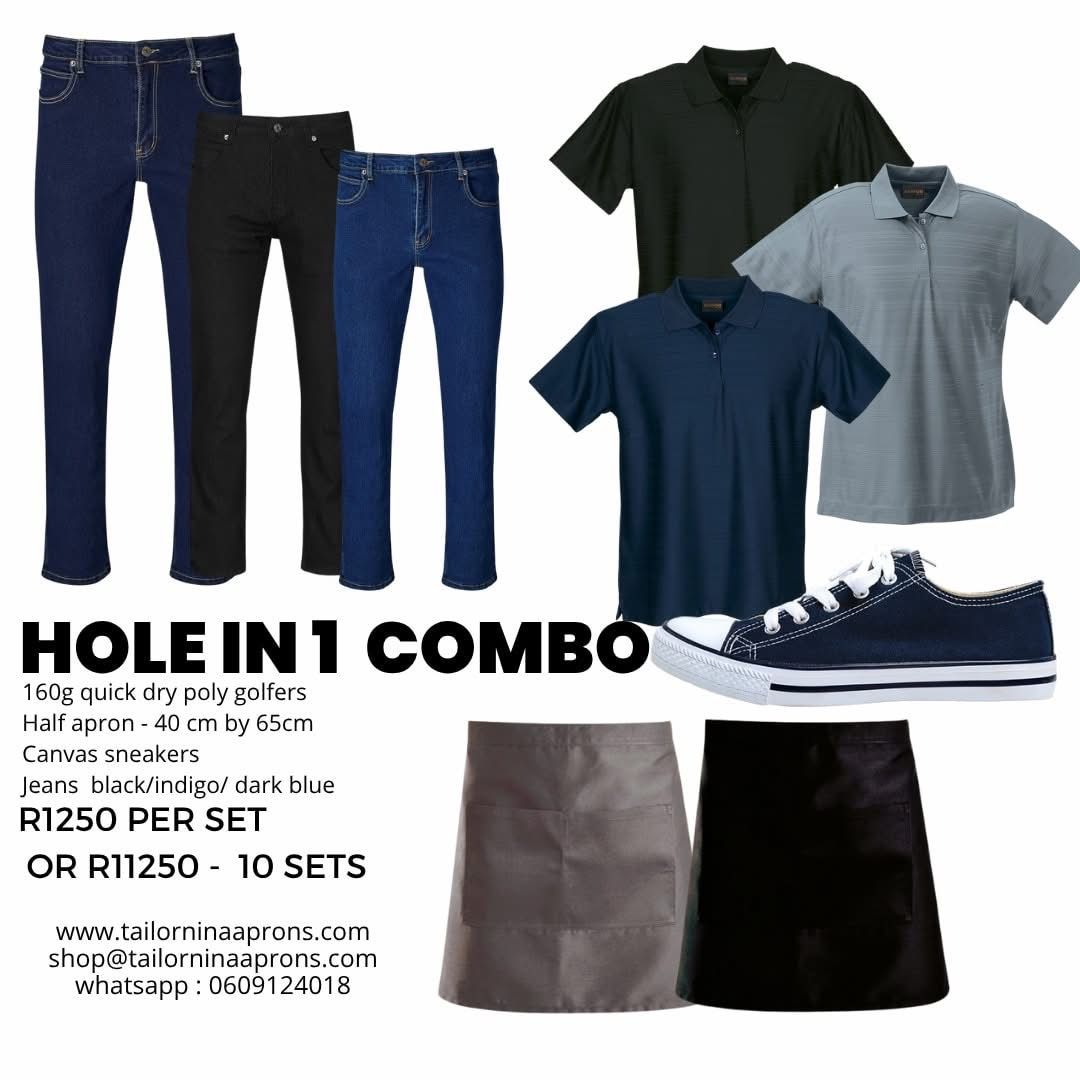 HOLE IN 1 COMBO
160g quick dry poly golfers
Half apron - 40 cm by 65cm
Canvas sneakers
Jeans black/indigo/ dark blue
R1250 PER SET
OR R11250 - 10 SETS
www.tailorninaaprons.com
shop@tailorninaaprons.com
whatsapp : 0609124018